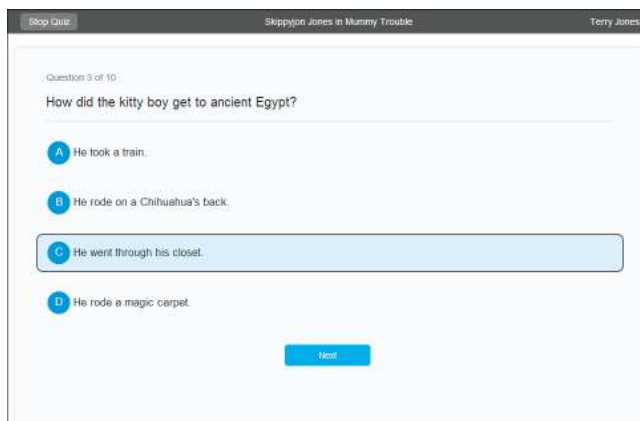 Stop Quiz
Skippyjon Jones in Mummy Trouble
Terry Jones
Question 3 of 10
How did the kitty boy get to ancient Egypt?
A He took a train.
B He rode on a Chihuahua's back.
C He went through his closet.
D He rode a magic carpet.
Next